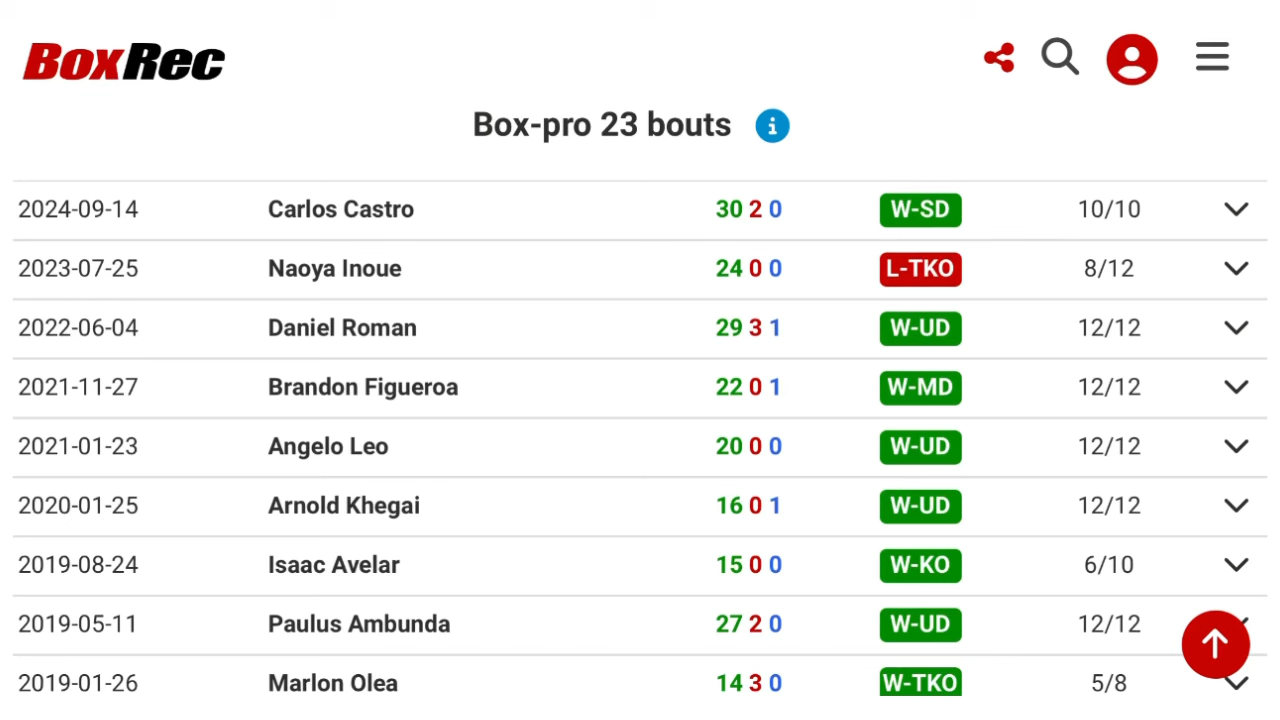 BoxRec
Box-pro 23 bouts
2024-09-14 Carlos Castro 30 2 0 W-SD 10/10
2023-07-25 Naoya Inoue 24 0 0 L-TKO 8/12
2022-06-04 Daniel Roman 29 3 1 W-UD 12/12
2021-11-27 Brandon Figueroa 22 0 1 W-MD 12/12
2021-01-23 Angelo Leo 20 0 0 W-UD 12/12
2020-01-25 Arnold Khegai 16 0 1 W-UD 12/12
2019-08-24 Isaac Avelar 15 0 0 W-KO 6/10
2019-05-11 Paulus Ambunda 27 2 0 W-UD 12/12
2019-01-26 Marlon Olea 14 3 0 W-TKO 5/8